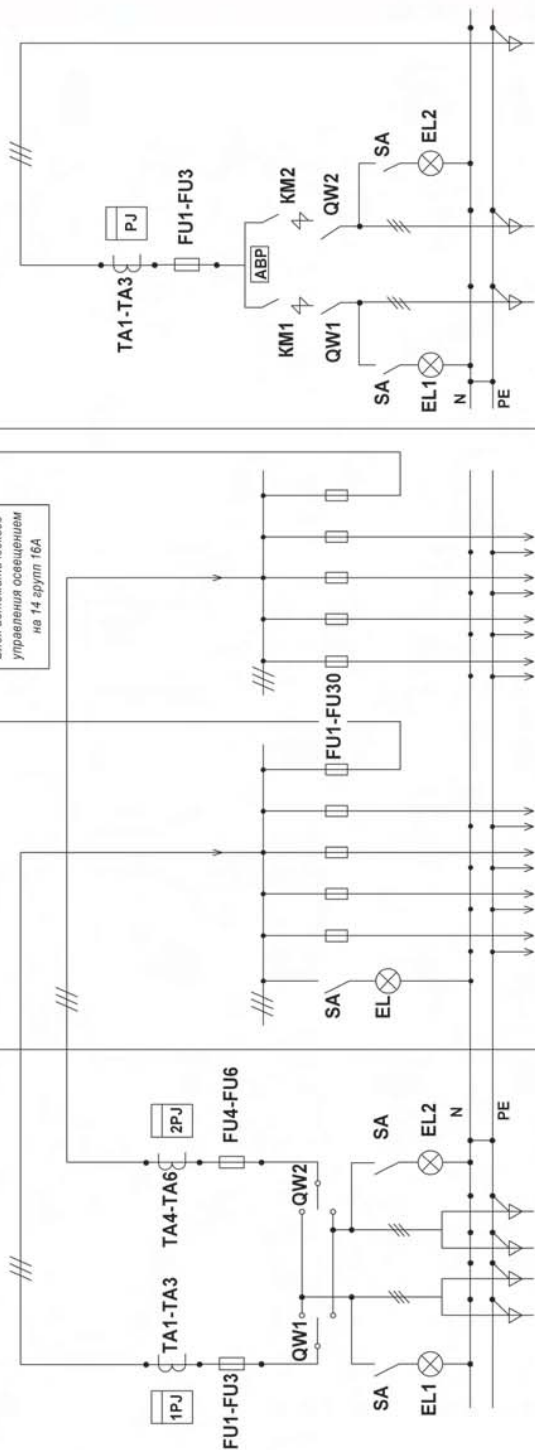 управления освещением
на 14 групп 16А
1PJ
TA1-TA3
FU1-FU3
2PJ
TA4-TA6
FU4-FU6
QW1
QW2
SA
EL1
SA
EL2
N
PE
SA
EL
FU1-FU30
PJ
TA1-TA3
FU1-FU3
АВР
KM1
KM2
QW1
QW2
SA
EL1
SA
EL2
N
PE